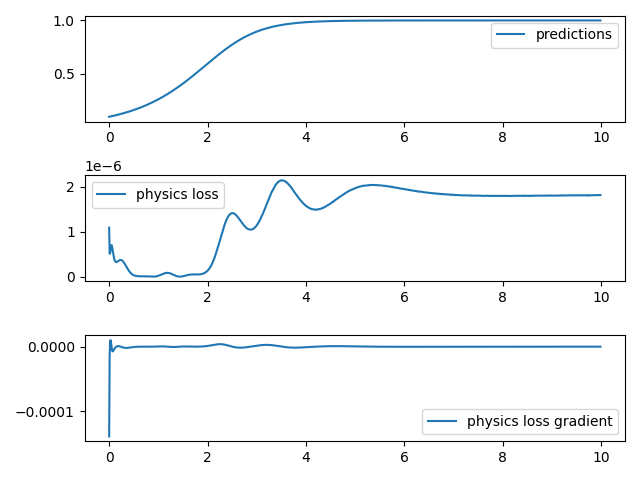 1.0
0.5
predictions
0 2 4 6 8 10
1e−6
2
1
0
physics loss
0 2 4 6 8 10
0.0000
−0.0001
physics loss gradient
0 2 4 6 8 10